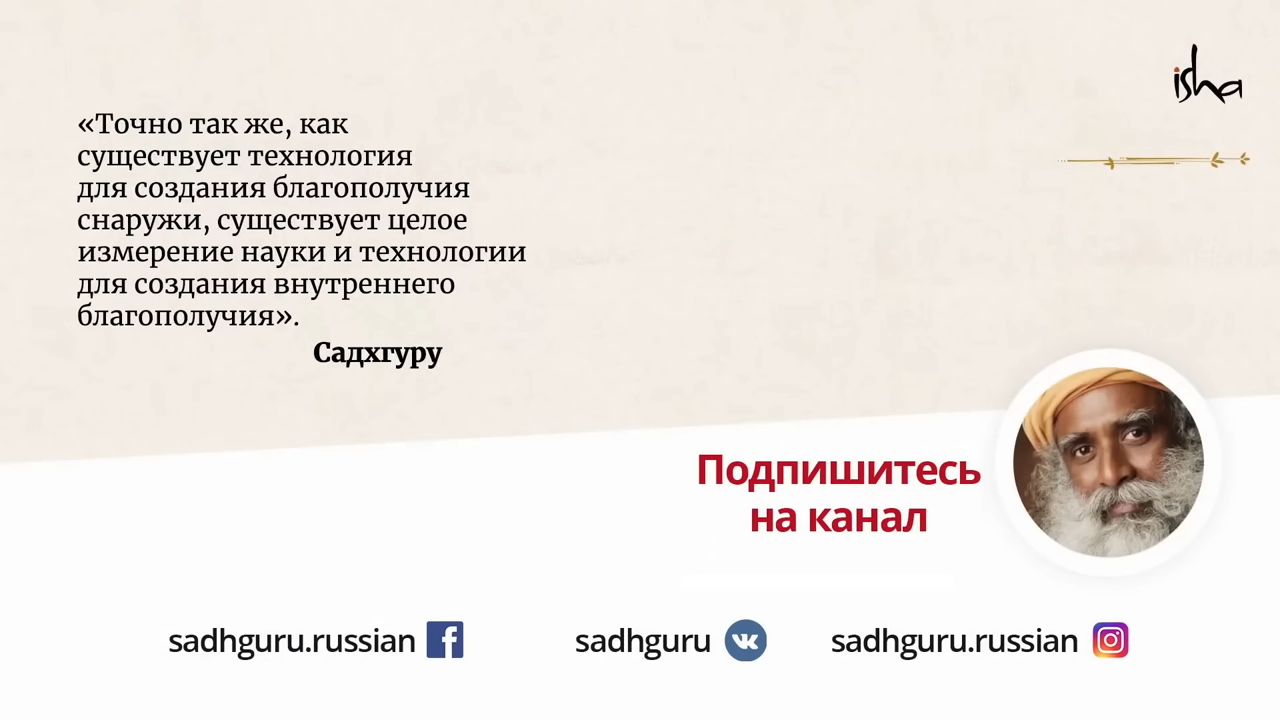 isha
«Точно так же, как
существует технология
для создания благополучия
снаружи, существует целое
измерение науки и технологии
для создания внутреннего
благополучия».
Садхгуру
Подпишитесь
на канал
sadhguru.russian
sadhguru
sadhguru.russian